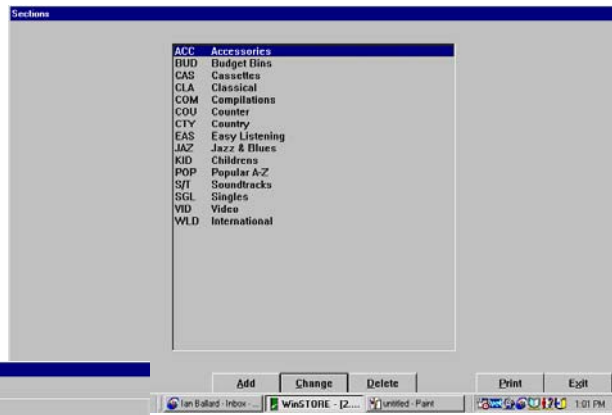 Sections
ACC Accessories
BUD Budget Bins
CAS Cassettes
CLA Classical
COM Compilations
COU Counter
CTY Country
EAS Easy Listening
JAZ Jazz & Blues
KID Childrens
POP Popular A-Z
S/T Soundtracks
SGL Singles
VID Video
WLD International
Add Change Delete Print Exit
Ian Ballard - Inbox - ... WinSTORE - [2.... untitled - Paint 1:01 PM